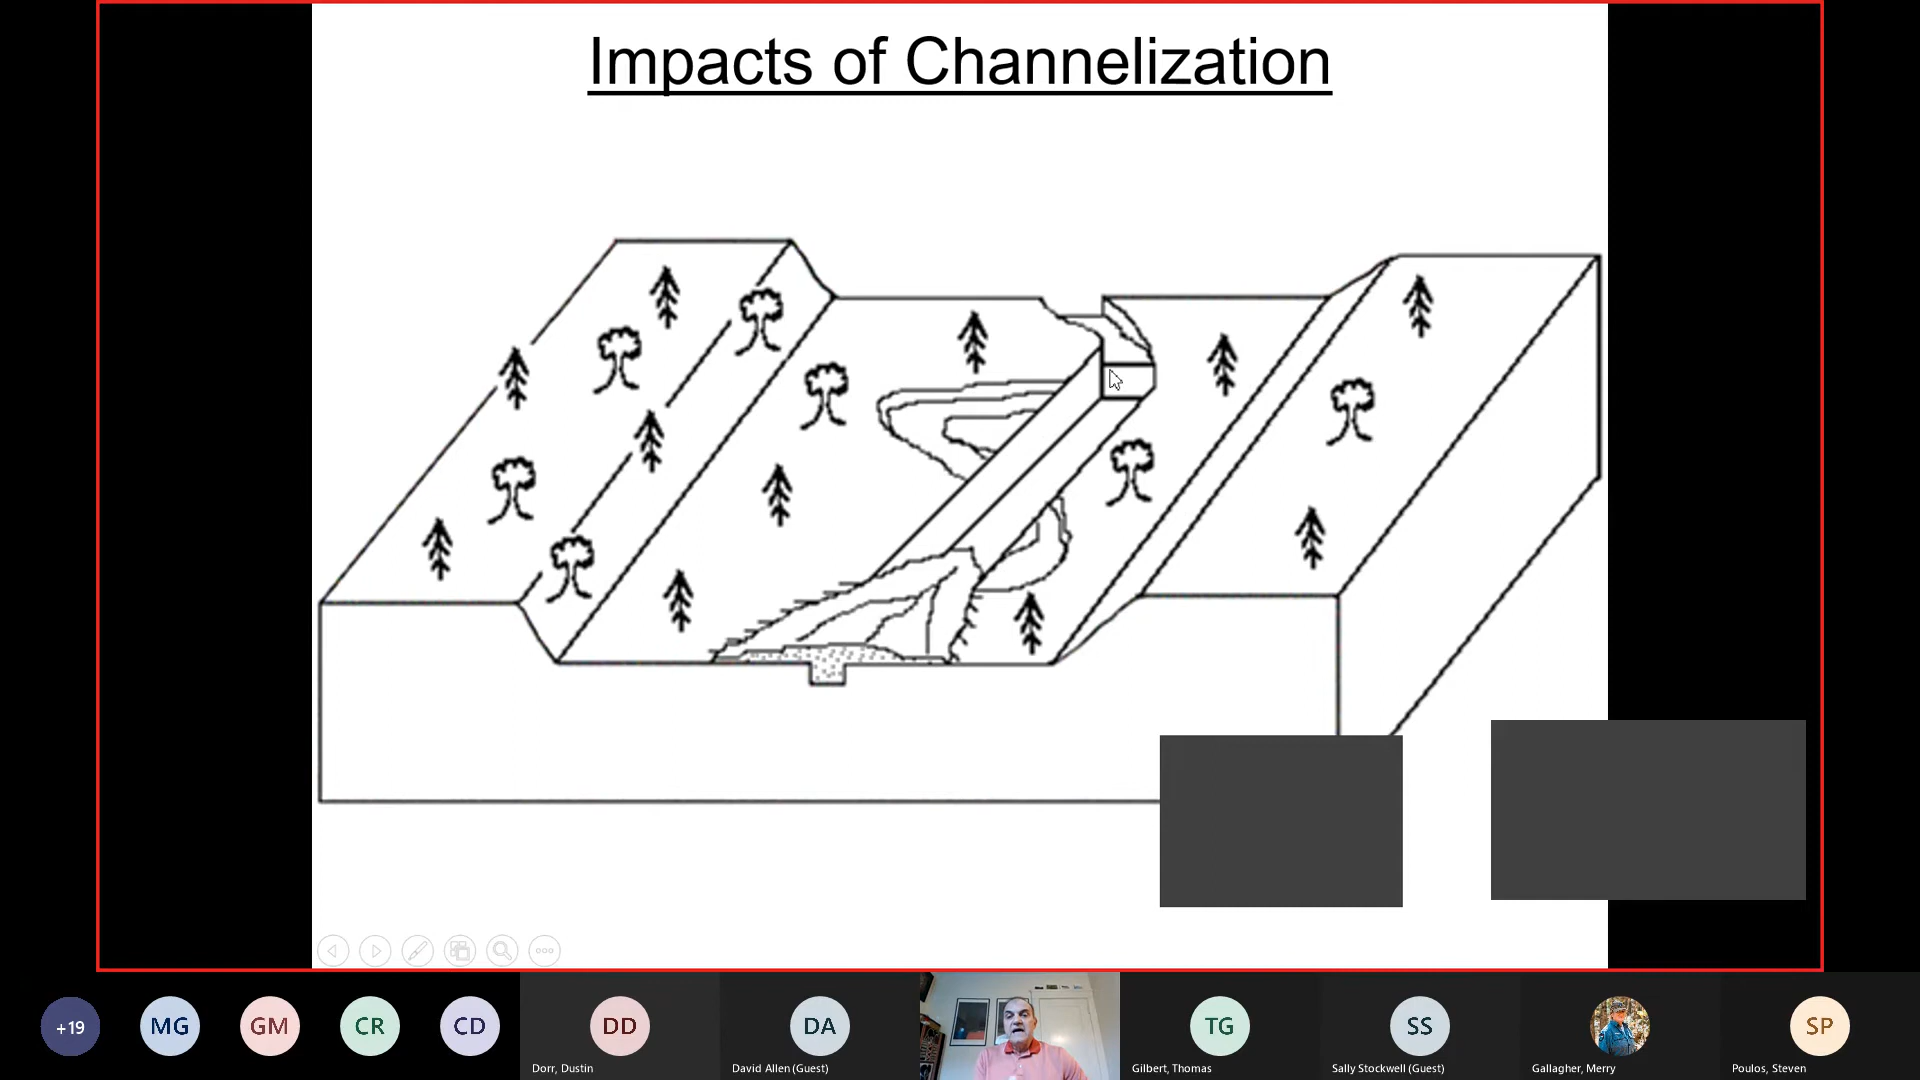 Impacts of Channelization
+19
MG
GM
CR
CD
DD
DA
TG
SS
SP
Dorr, Dustin
David Allen (Guest)
Gilbert, Thomas
Sally Stockwell (Guest)
Gallagher, Merry
Poulos, Steven